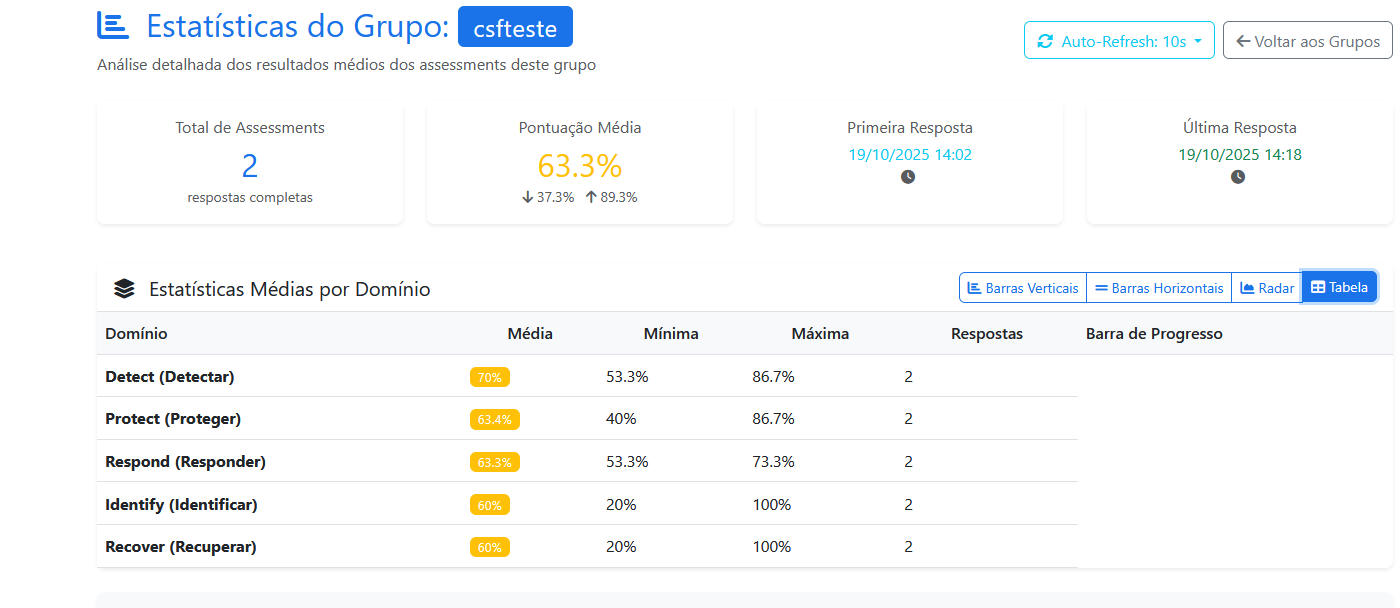 Estatísticas do Grupo: csfteste
Auto-Refresh: 10s
Voltar aos Grupos
Análise detalhada dos resultados médios dos assessments deste grupo
Total de Assessments
2
respostas completas
Pontuação Média
63.3%
37.3% 89.3%
Primeira Resposta
19/10/2025 14:02
Última Resposta
19/10/2025 14:18
Estatísticas Médias por Domínio
Barras Verticais Barras Horizontais Radar Tabela
Domínio Média Mínima Máxima Respostas Barra de Progresso
Detect (Detectar) 70% 53.3% 86.7% 2
Protect (Proteger) 63.4% 40% 86.7% 2
Respond (Responder) 63.3% 53.3% 73.3% 2
Identify (Identificar) 60% 20% 100% 2
Recover (Recuperar) 60% 20% 100% 2